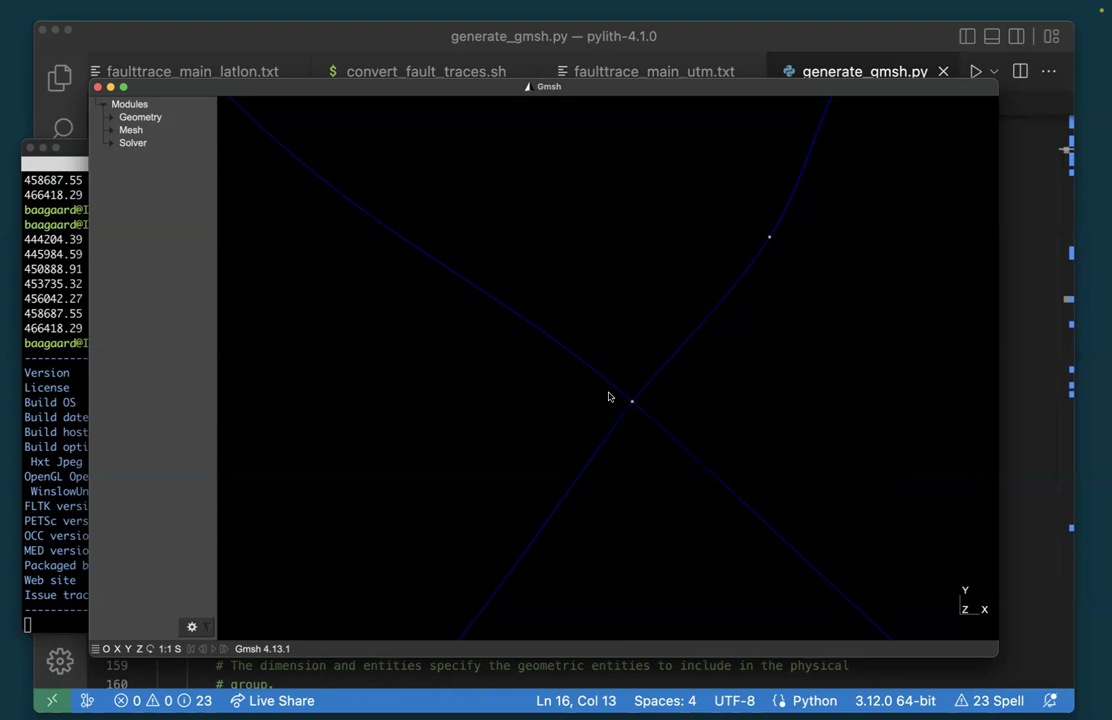 generate_gmsh.py — pylith-4.1.0
faulttrace_main_latlon.txt
$ convert_fault_traces.sh
faulttrace_main_utm.txt
generate_gmsh.py
Gmsh
Modules
Geometry
Mesh
Solver
458687.55
466418.29
baagaard@I
baagaard@I
444204.39
445984.59
450888.91
453735.32
456042.27
458687.55
466418.29
baagaard@I
Version
License
Build OS
Build date
Build host
Build opti
Hxt Jpeg
OpenGL Ope
WinslowUn
FLTK versi
PETSc vers
OCC versio
MED versio
Packaged b
Web site
Issue trac
Y
Z X
O X Y Z 1:1 S Gmsh 4.13.1
159 # The dimension and entities specify the geometric entities to include in the physical
160 # group.
0 0 23 Live Share Ln 16, Col 13 Spaces: 4 UTF-8 Python 3.12.0 64-bit 23 Spell